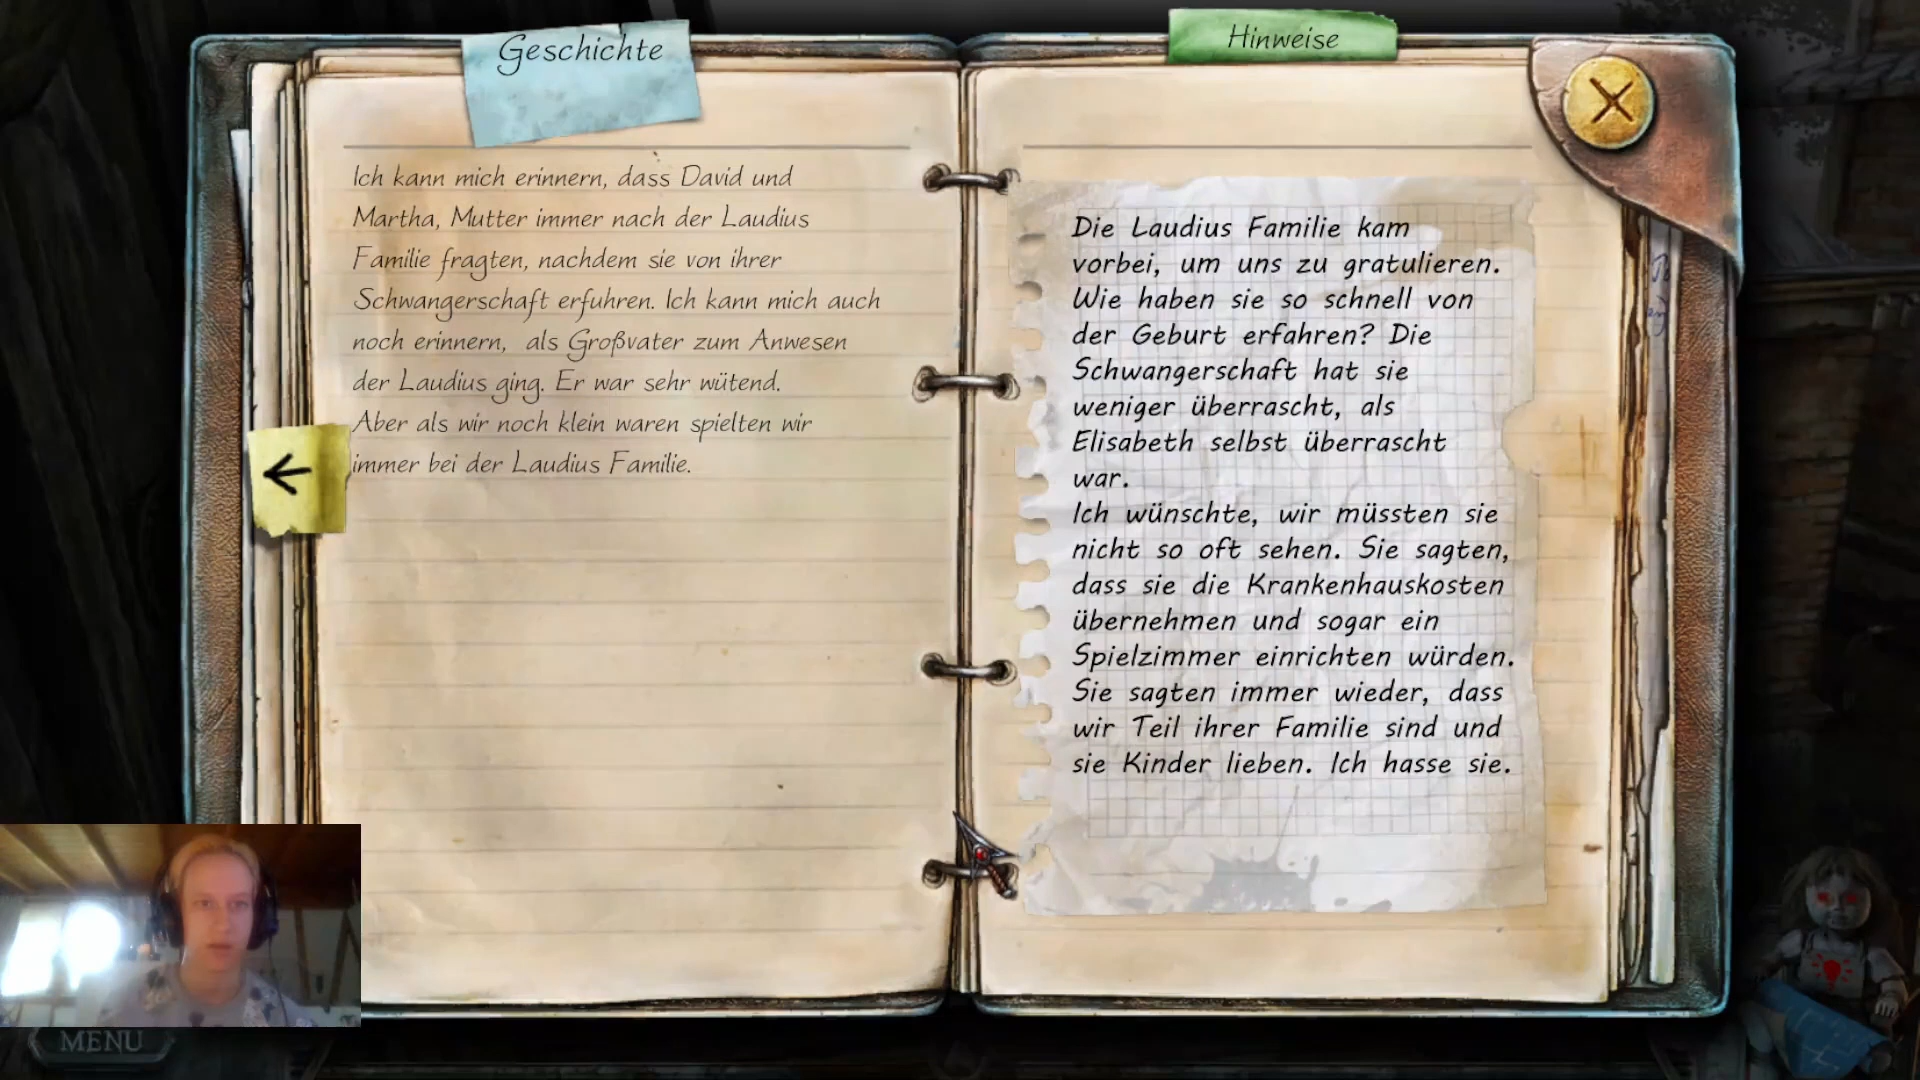 Geschichte
Ich kann mich erinnern, dass David und
Martha, Mutter immer nach der Laudius
Familie fragten, nachdem sie von ihrer
Schwangerschaft erfuhren. Ich kann mich auch
noch erinnern, als Großvater zum Anwesen
der Laudius ging. Er war sehr wütend.
Aber als wir noch klein waren spielten wir
immer bei der Laudius Familie.
Hinweise
Die Laudius Familie kam
vorbei, um uns zu gratulieren.
Wie haben sie so schnell von
der Geburt erfahren? Die
Schwangerschaft hat sie
weniger überrascht, als
Elisabeth selbst überrascht
war.
Ich wünschte, wir müssten sie
nicht so oft sehen. Sie sagten,
dass sie die Krankenhauskosten
übernehmen und sogar ein
Spielzimmer einrichten würden.
Sie sagten immer wieder, dass
wir Teil ihrer Familie sind und
sie Kinder lieben. Ich hasse sie.
MENU